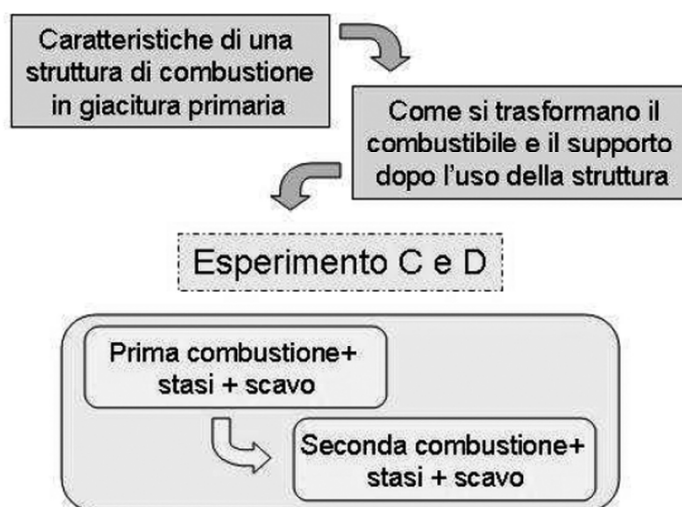 Caratteristiche di una
struttura di combustione
in giacitura primaria
Come si trasformano il
combustibile e il supporto
dopo l'uso della struttura
Esperimento C e D
Prima combustione+
stasi + scavo
Seconda combustione+
stasi + scavo